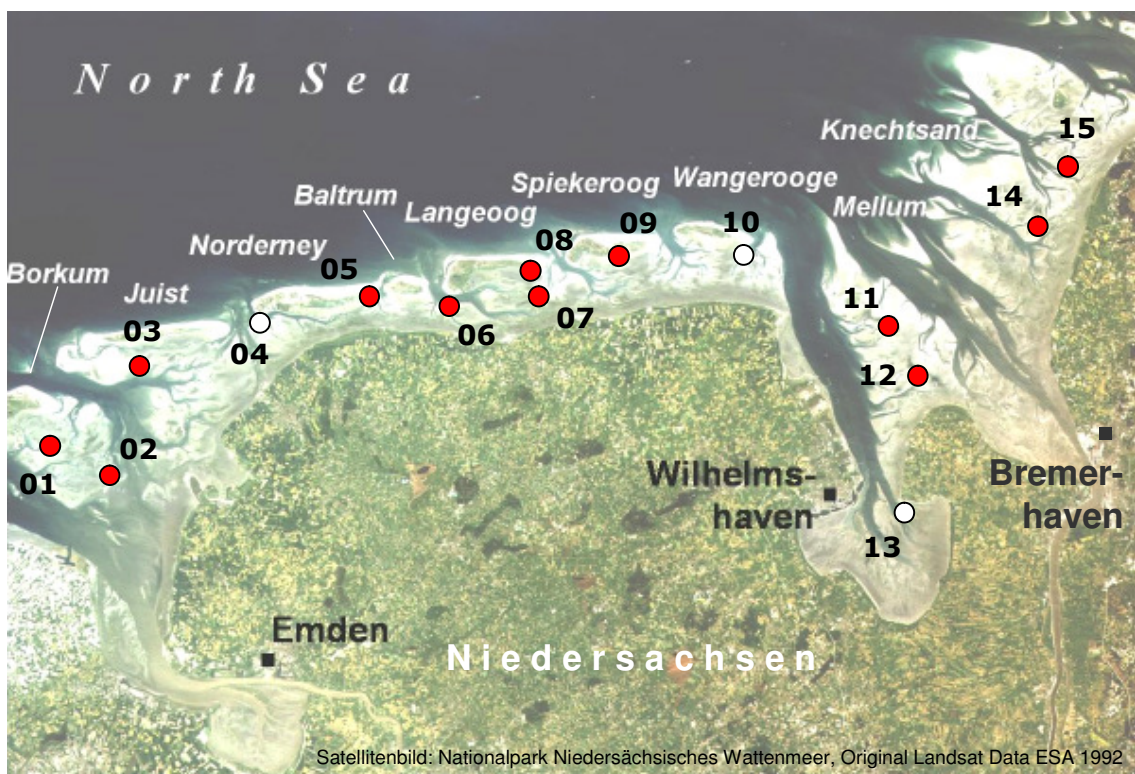 North Sea
Knechtsand
15
Baltrum
Spiekeroog
Wangerooge
Langeoog
14
Mellum
09
10
Norderney
08
Borkum
05
Juist
03
11
07
06
04
12
02
01
Wilhelms-
haven
Bremer-
haven
13
Emden
Niedersachsen
Satellitenbild: Nationalpark Niedersächsisches Wattenmeer, Original Landsat Data ESA 1992